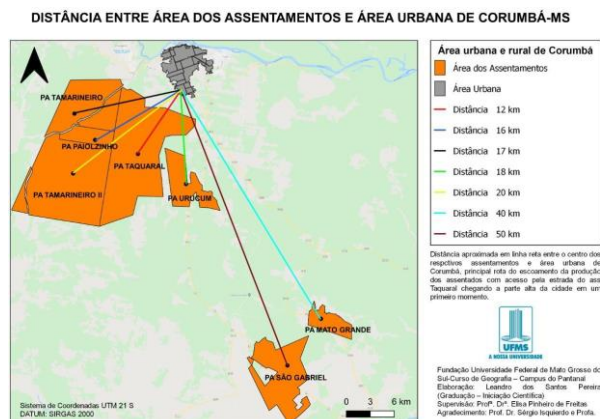 DISTÂNCIA ENTRE ÁREA DOS ASSENTAMENTOS E ÁREA URBANA DE CORUMBÁ-MS
PA TAMARINEIRO
PA PAIOLZINHO
PA TAQUARAL
PA TAMARINEIRO II
PA URUCUM
PA MATO GRANDE
PA SÃO GABRIEL
Sistema de Coordenadas UTM 21 S
DATUM: SIRGAS 2000
0 3 6 km
Área urbana e rural de Corumbá
Área dos Assentamentos
Área Urbana
Distância 12 km
Distância 16 km
Distância 17 km
Distância 18 km
Distância 20 km
Distância 40 km
Distância 50 km
Distância aproximada em linha reta entre o centro dos
respctivos assentamentos e área urbana de
Corumbá, principal rota do escoamento da produção
dos assentados com acesso pela estrada do ass
Taquaral chegando a parte alta da cidade em um
primeiro momento.
UFMS
A NOSSA UNIVERSIDADE
Fundação Universidade Federal de Mato Grosso do
Sul-Curso de Geografia – Campus do Pantanal
Elaboração: Leandro dos Santos Pereira
(Graduação – Iniciação Científica)
Supervisão: Profª. Drª. Elisa Pinheiro de Freitas
Agradecimento: Prof. Dr. Sérgio Isquierdo e Profa.